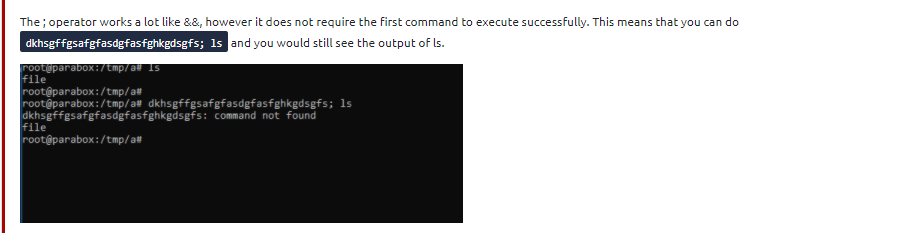 The ; operator works a lot like &&, however it does not require the first command to execute successfully. This means that you can do
dkhsgffgsafgfasdgfasfghkgdsgfs; ls and you would still see the output of ls.
root@parabox:/tmp/a# ls
file
root@parabox:/tmp/a#
root@parabox:/tmp/a# dkhsgffgsafgfasdgfasfghkgdsgfs; ls
dkhsgffgsafgfasdgfasfghkgdsgfs: command not found
file
root@parabox:/tmp/a#